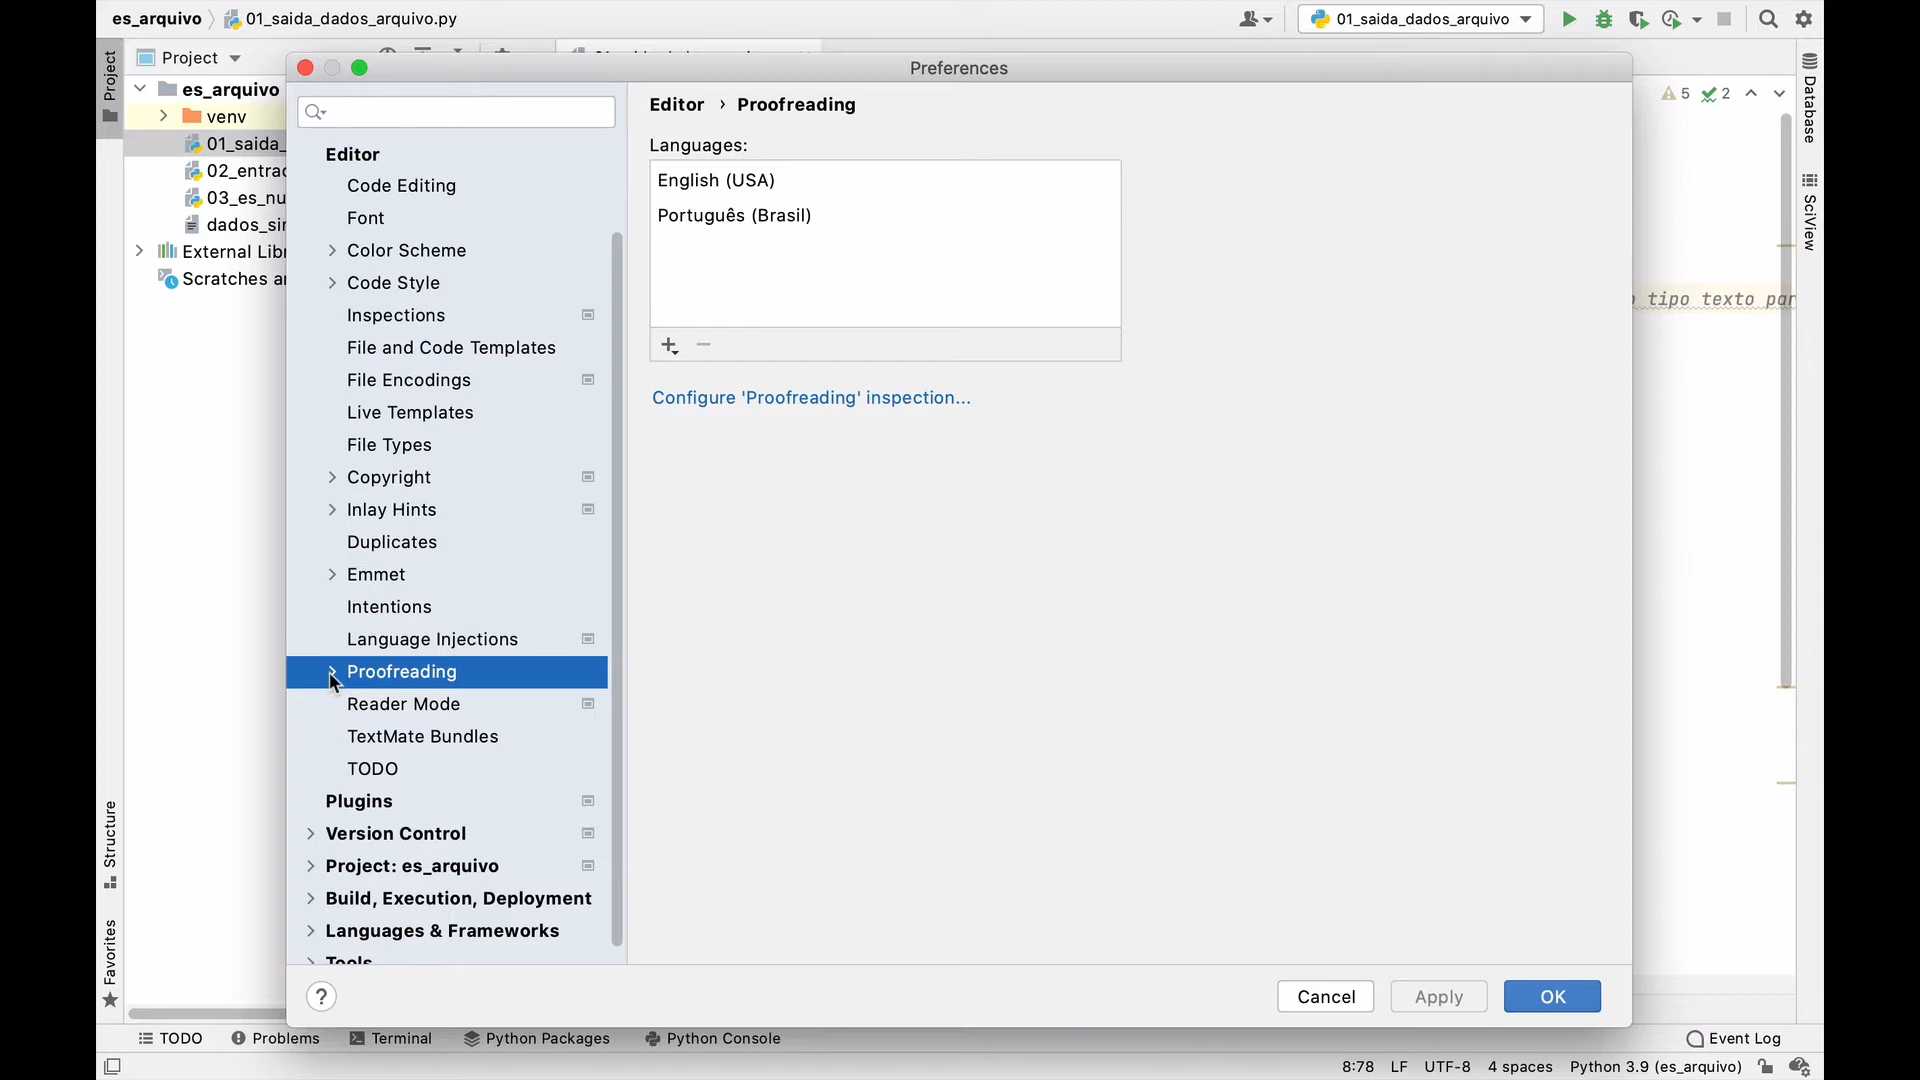 es_arquivo
01_saida_dados_arquivo.py
01_saida_dados_arquivo
Project
Project
es_arquivo
venv
01_saida_
02_entrad
03_es_nu
dados_sin
External Lib
Scratches a
Structure
Favorites
Preferences
Editor
Code Editing
Font
Color Scheme
Code Style
Inspections
File and Code Templates
File Encodings
Live Templates
File Types
Copyright
Inlay Hints
Duplicates
Emmet
Intentions
Language Injections
Proofreading
Reader Mode
TextMate Bundles
TODO
Plugins
Version Control
Project: es_arquivo
Build, Execution, Deployment
Languages & Frameworks
Tools
Editor › Proofreading
Languages:
English (USA)
Português (Brasil)
Configure 'Proofreading' inspection...
?
Cancel
Apply
OK
5 2
tipo texto par
Database
SciView
TODO
Problems
Terminal
Python Packages
Python Console
Event Log
8:78 LF UTF-8 4 spaces Python 3.9 (es_arquivo)